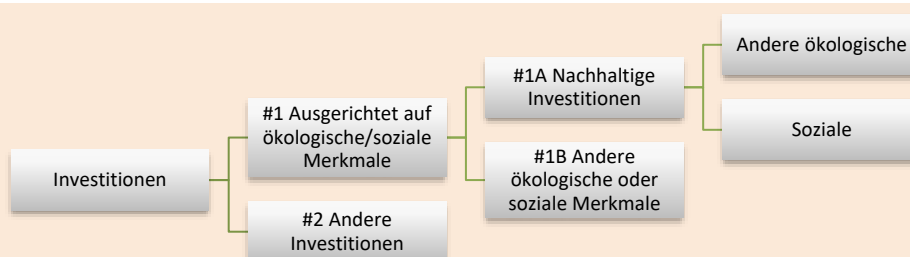 Andere ökologische
#1A Nachhaltige
Investitionen
#1 Ausgerichtet auf
ökologische/soziale
Merkmale
Soziale
#1B Andere
ökologische oder
soziale Merkmale
Investitionen
#2 Andere
Investitionen